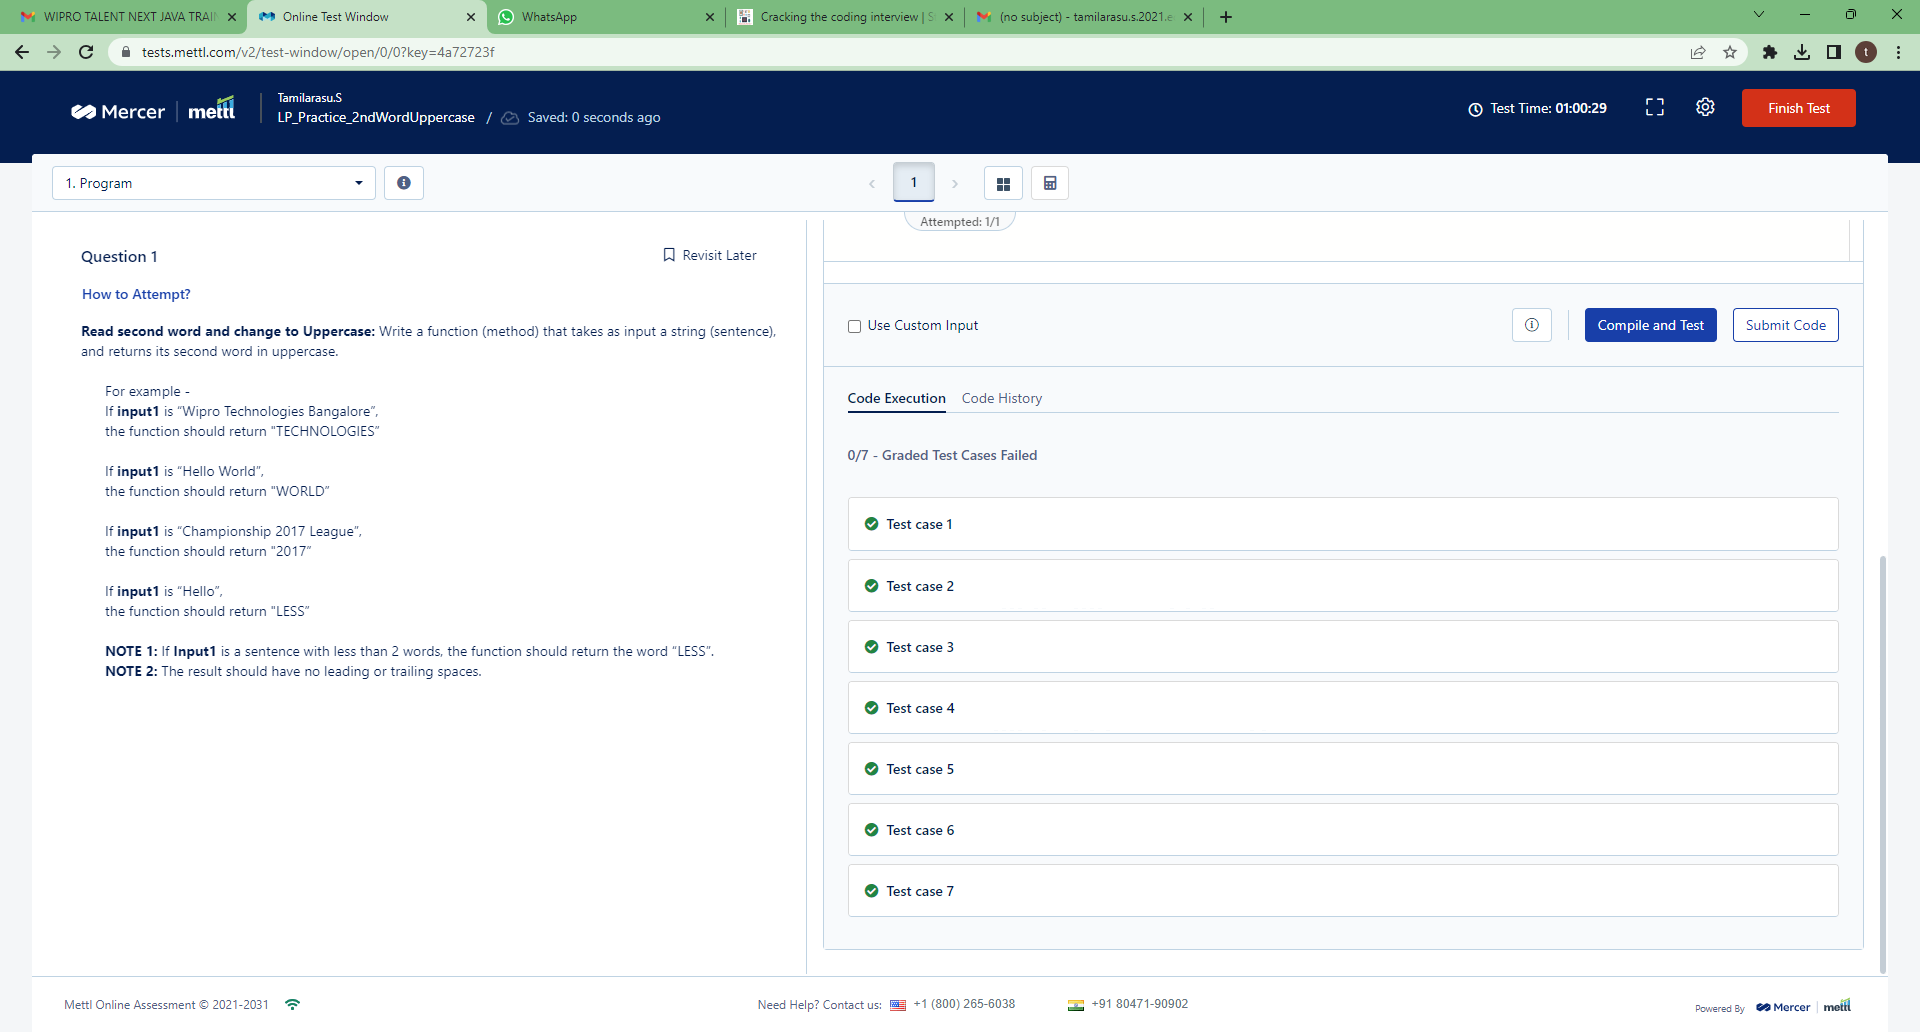 WIPRO TALENT NEXT JAVA TRAI
Online Test Window
WhatsApp
Cracking the coding interview | S
(no subject) - tamilarasu.s.2021.e
tests.mettl.com/v2/test-window/open/0/0?key=4a72723f
t
Mercer
mettl
Tamilarasu.S
LP_Practice_2ndWordUppercase / Saved: 0 seconds ago
Test Time: 01:00:29
Finish Test
1. Program
1
Attempted: 1/1
Question 1
Revisit Later
How to Attempt?
Read second word and change to Uppercase: Write a function (method) that takes as input a string (sentence),
and returns its second word in uppercase.
For example -
If input1 is “Wipro Technologies Bangalore”,
the function should return "TECHNOLOGIES”
If input1 is “Hello World”,
the function should return "WORLD”
If input1 is “Championship 2017 League”,
the function should return "2017”
If input1 is “Hello”,
the function should return "LESS”
NOTE 1: If Input1 is a sentence with less than 2 words, the function should return the word “LESS”.
NOTE 2: The result should have no leading or trailing spaces.
Use Custom Input
Compile and Test
Submit Code
Code Execution
Code History
0/7 - Graded Test Cases Failed
Test case 1
Test case 2
Test case 3
Test case 4
Test case 5
Test case 6
Test case 7
Mettl Online Assessment © 2021-2031
Need Help? Contact us: +1 (800) 265-6038
+91 80471-90902
Powered By Mercer mettl